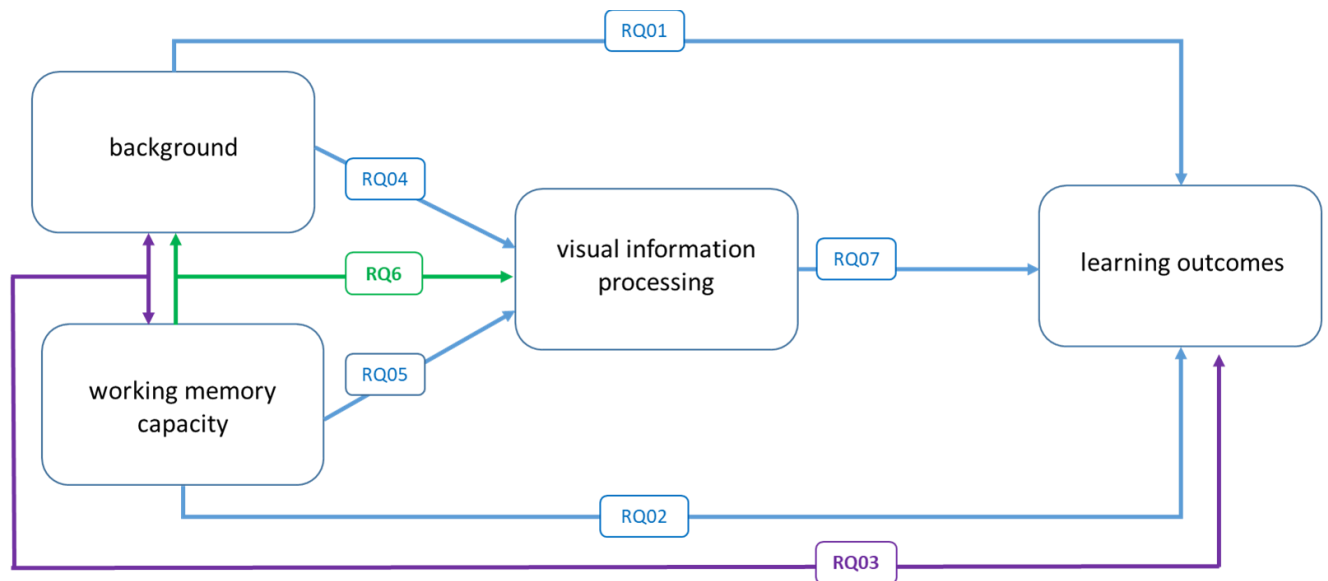 RQ01
background
RQ04
visual information
processing
RQ6
RQ07
learning outcomes
working memory
capacity
RQ05
RQ02
RQ03